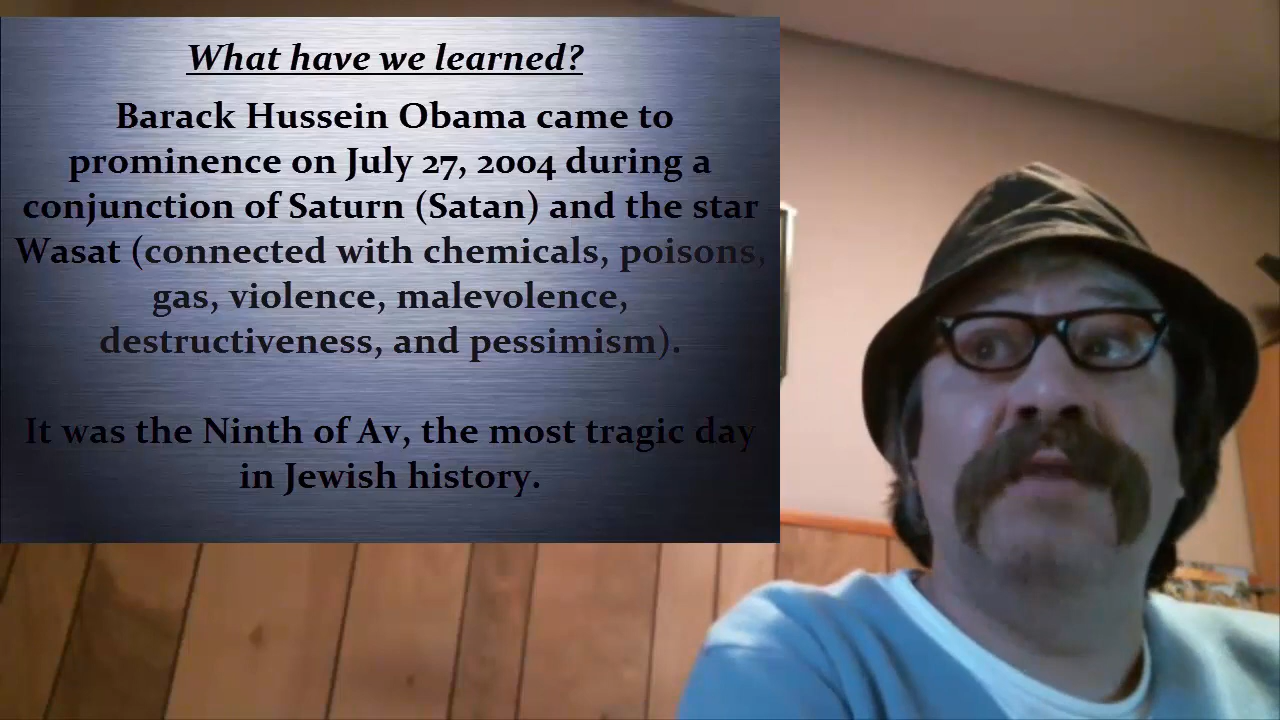 What have we learned?
Barack Hussein Obama came to
prominence on July 27, 2004 during a
conjunction of Saturn (Satan) and the star
Wasat (connected with chemicals, poisons,
gas, violence, malevolence,
destructiveness, and pessimism).
It was the Ninth of Av, the most tragic day
in Jewish history.